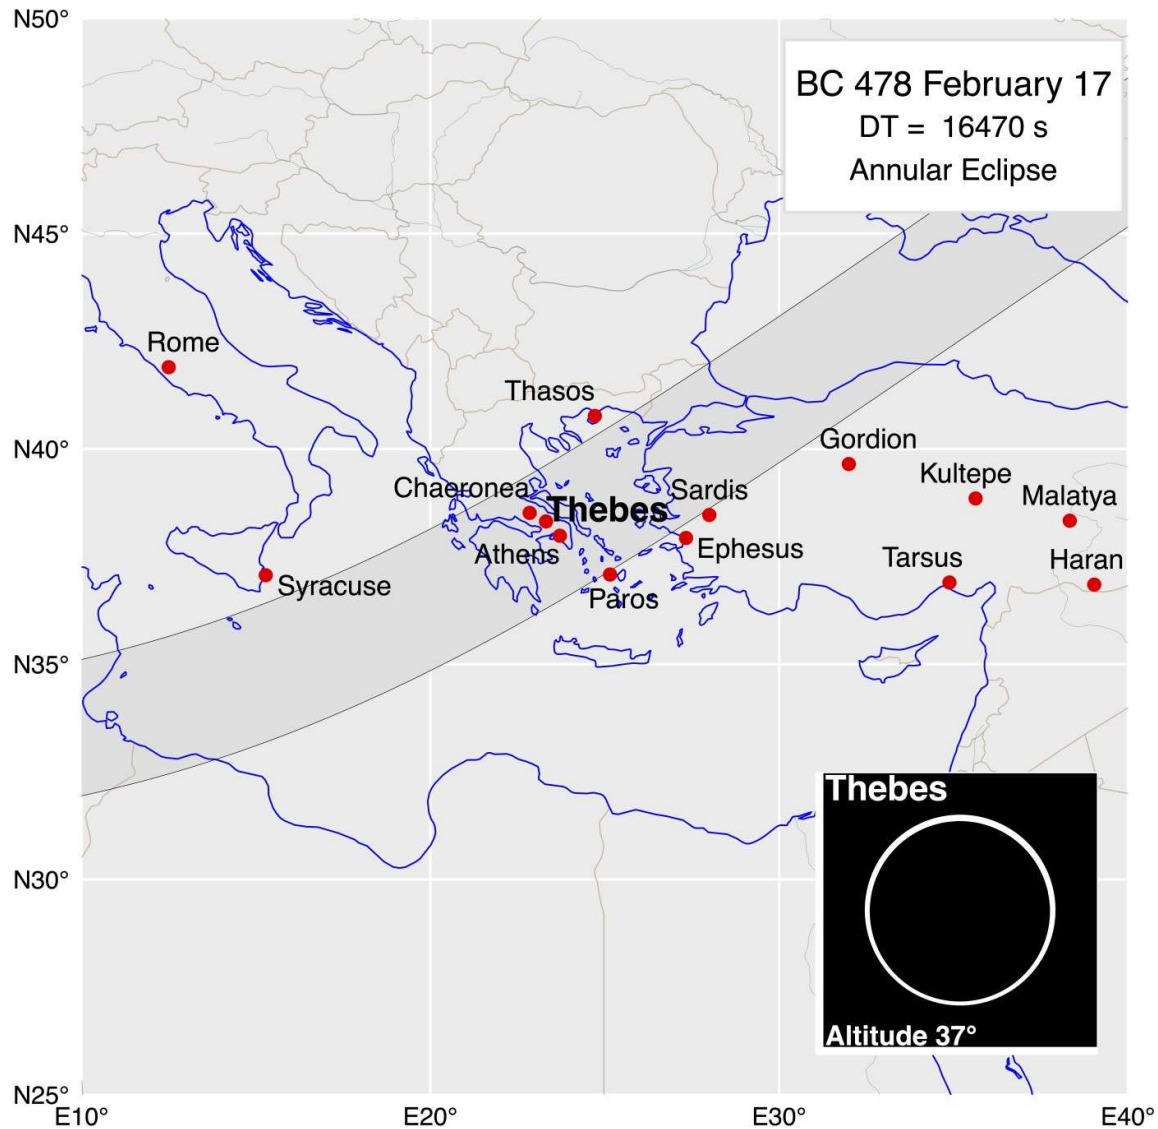 N50°
BC 478 February 17
DT = 16470 s
Annular Eclipse
N45°
Rome
Thasos
N40°
Gordion
Kultepe
Chaeronea
Sardis
Malatya
Thebes
Athens
Ephesus
Tarsus
Haran
Syracuse
Paros
N35°
Thebes
N30°
Altitude 37°
N25°
E10°
E20°
E30°
E40°